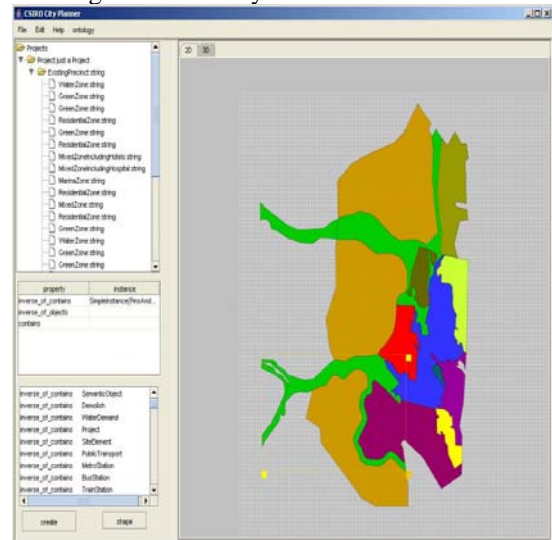 CSIRO City Planner
File Edit Help ontology
Projects
Project:just a Project
ExistingPrecinct:string
WaterZone:string
GreenZone:string
GreenZone:string
ResidentialZone:string
GreenZone:string
ResidentialZone:string
MixedZoneIncludingHotels:string
MixedZoneIncludingHospital:string
MarinaZone:string
ResidentialZone:string
MixedZone:string
ResidentialZone:string
GreenZone:string
WaterZone:string
GreenZone:string
GreenZone:string
2D 3D
property instance
inverse_of_contains SimpleInstance(PinsAnd...
inverse_of_objects
contains
inverse_of_contains SementicObject
inverse_of_contains Demolish
inverse_of_contains WaterDemand
inverse_of_contains Project
inverse_of_contains SiteElement
inverse_of_contains PublicTransport
inverse_of_contains MetroStation
inverse_of_contains BusStation
inverse_of_contains TrainStation
create shape